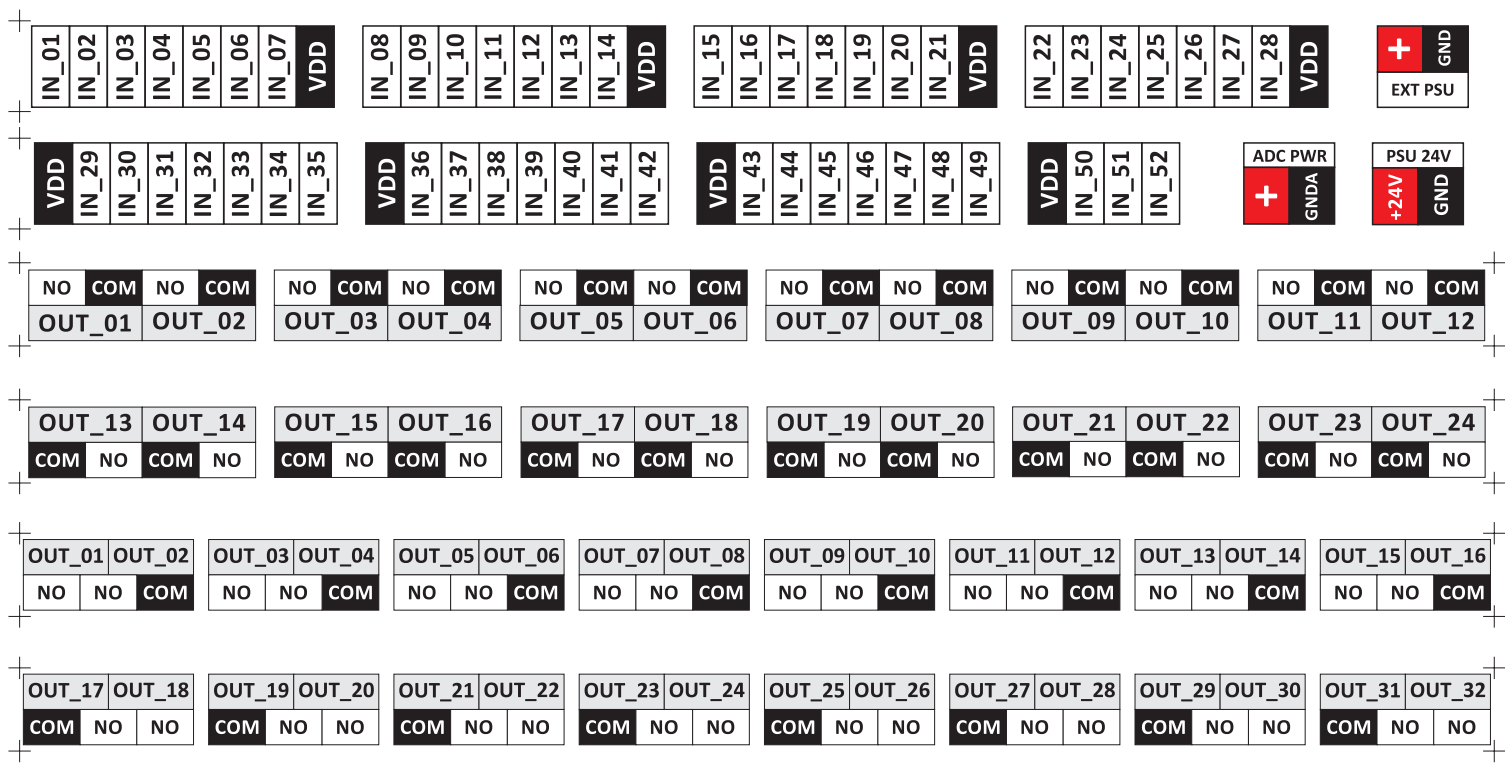 IN_01 IN_02 IN_03 IN_04 IN_05 IN_06 IN_07 VDD IN_08 IN_09 IN_10 IN_11 IN_12 IN_13 IN_14 VDD IN_15 IN_16 IN_17 IN_18 IN_19 IN_20 IN_21 VDD IN_22 IN_23 IN_24 IN_25 IN_26 IN_27 IN_28 VDD + GND
EXT PSU
ADC PWR PSU 24V
VDD IN_29 IN_30 IN_31 IN_32 IN_33 IN_34 IN_35 VDD IN_36 IN_37 IN_38 IN_39 IN_40 IN_41 IN_42 VDD IN_43 IN_44 IN_45 IN_46 IN_47 IN_48 IN_49 VDD IN_50 IN_51 IN_52 + GNDA +24V GND
NO COM NO COM NO COM NO COM NO COM NO COM NO COM NO COM NO COM NO COM NO COM NO COM
OUT_01 OUT_02 OUT_03 OUT_04 OUT_05 OUT_06 OUT_07 OUT_08 OUT_09 OUT_10 OUT_11 OUT_12
OUT_13 OUT_14 OUT_15 OUT_16 OUT_17 OUT_18 OUT_19 OUT_20 OUT_21 OUT_22 OUT_23 OUT_24
COM NO COM NO COM NO COM NO COM NO COM NO COM NO COM NO COM NO COM NO COM NO COM NO
OUT_01 OUT_02 OUT_03 OUT_04 OUT_05 OUT_06 OUT_07 OUT_08 OUT_09 OUT_10 OUT_11 OUT_12 OUT_13 OUT_14 OUT_15 OUT_16
NO NO COM NO NO COM NO NO COM NO NO COM NO NO COM NO NO COM NO NO COM NO NO COM
OUT_17 OUT_18 OUT_19 OUT_20 OUT_21 OUT_22 OUT_23 OUT_24 OUT_25 OUT_26 OUT_27 OUT_28 OUT_29 OUT_30 OUT_31 OUT_32
COM NO NO COM NO NO COM NO NO COM NO NO COM NO NO COM NO NO COM NO NO COM NO NO